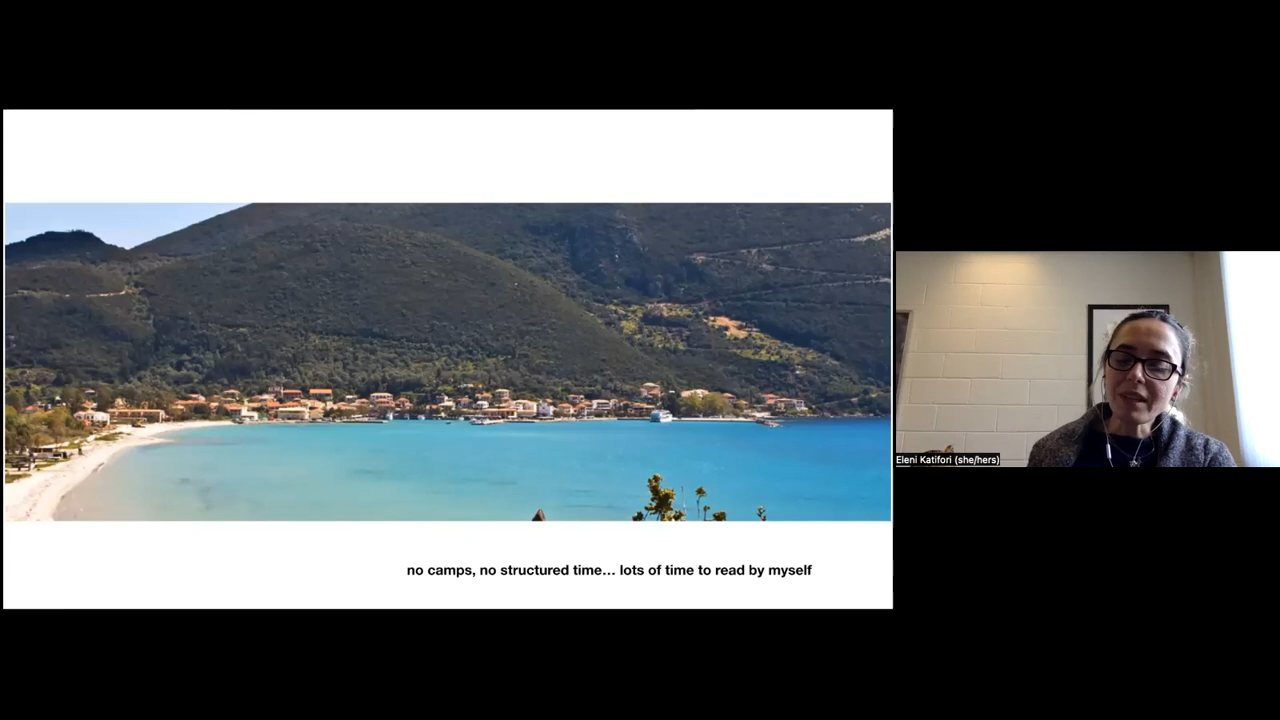 no camps, no structured time... lots of time to read by myself
Eleni Katifori (she/hers)